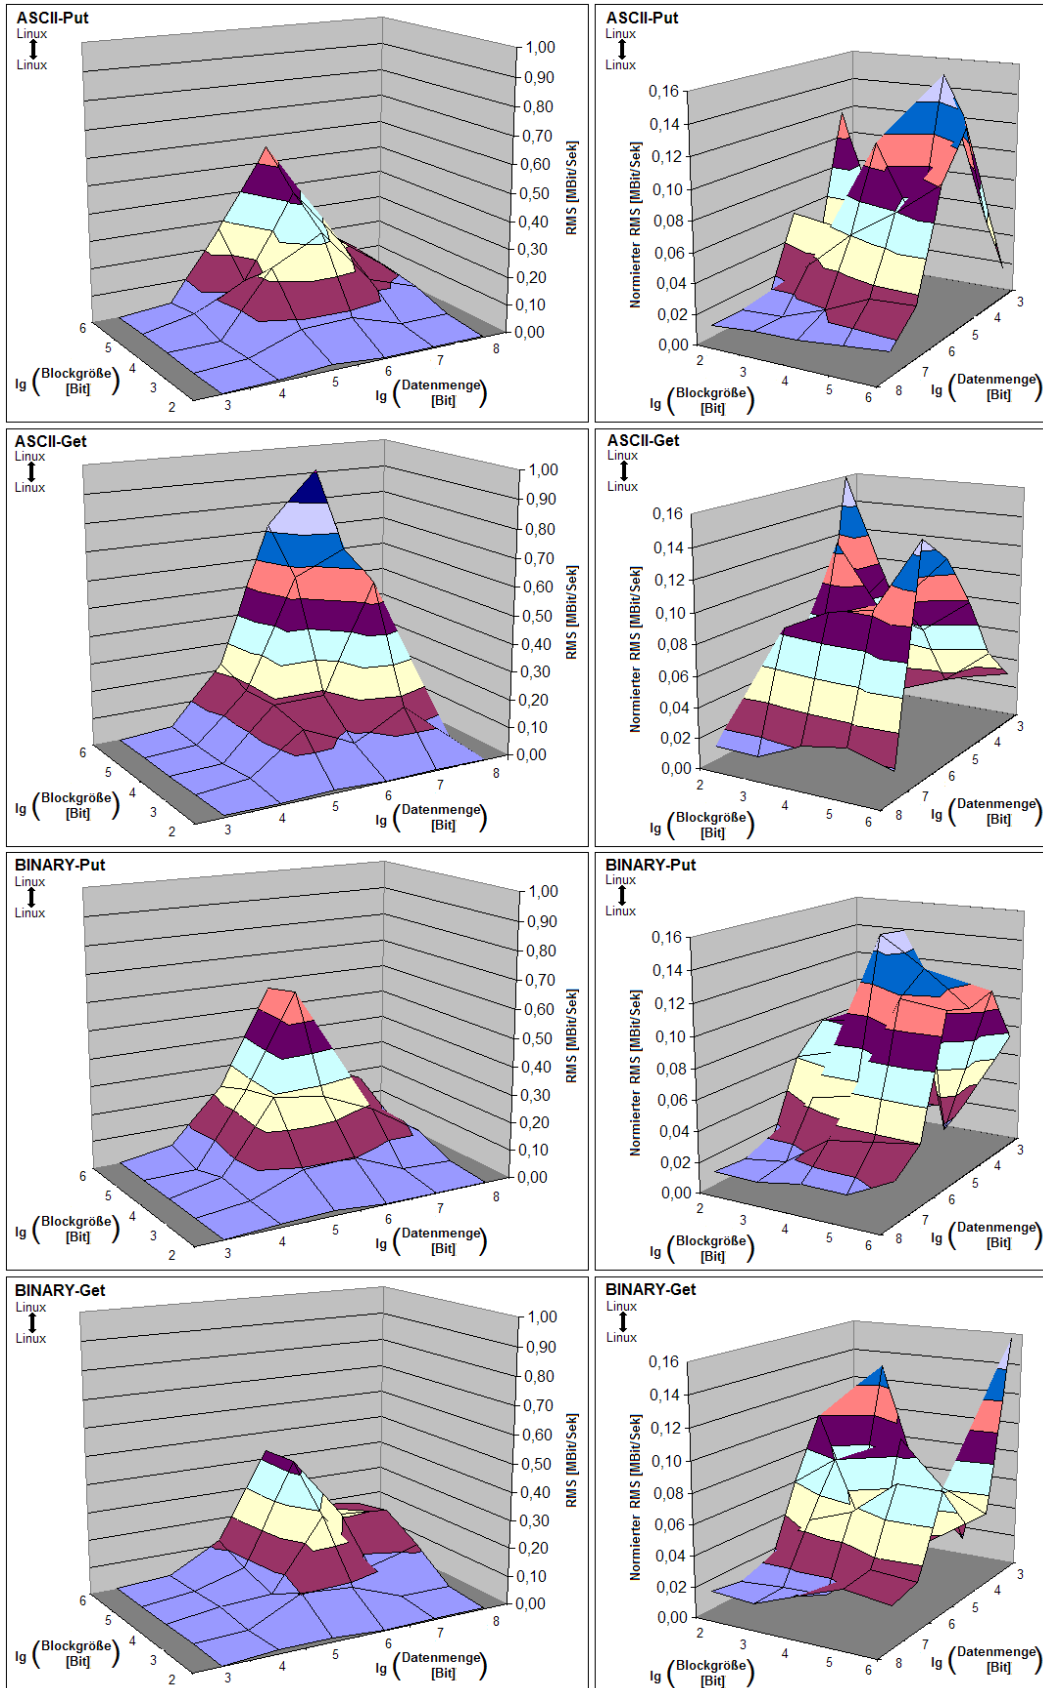 ASCII-Put
Linux
Linux
1,00
0,90
0,80
0,70
0,60
0,50
0,40
0,30
0,20
0,10
0,00
RMS [MBit/Sek]
6
5
4
3
2
lg (Blockgröße)
[Bit]
3
4
5
6
7
8
lg (Datenmenge)
[Bit]
ASCII-Put
Linux
Linux
0,16
0,14
0,12
0,10
0,08
0,06
0,04
0,02
0,00
Normierter RMS [MBit/Sek]
2
3
4
5
6
lg (Blockgröße)
[Bit]
3
4
5
6
7
8
lg (Datenmenge)
[Bit]
ASCII-Get
Linux
Linux
1,00
0,90
0,80
0,70
0,60
0,50
0,40
0,30
0,20
0,10
0,00
RMS [MBit/Sek]
6
5
4
3
2
lg (Blockgröße)
[Bit]
3
4
5
6
7
8
lg (Datenmenge)
[Bit]
ASCII-Get
Linux
Linux
0,16
0,14
0,12
0,10
0,08
0,06
0,04
0,02
0,00
Normierter RMS [MBit/Sek]
2
3
4
5
6
lg (Blockgröße)
[Bit]
3
4
5
6
7
8
lg (Datenmenge)
[Bit]
BINARY-Put
Linux
Linux
1,00
0,90
0,80
0,70
0,60
0,50
0,40
0,30
0,20
0,10
0,00
RMS [MBit/Sek]
6
5
4
3
2
lg (Blockgröße)
[Bit]
3
4
5
6
7
8
lg (Datenmenge)
[Bit]
BINARY-Put
Linux
Linux
0,16
0,14
0,12
0,10
0,08
0,06
0,04
0,02
0,00
Normierter RMS [MBit/Sek]
2
3
4
5
6
lg (Blockgröße)
[Bit]
3
4
5
6
7
8
lg (Datenmenge)
[Bit]
BINARY-Get
Linux
Linux
1,00
0,90
0,80
0,70
0,60
0,50
0,40
0,30
0,20
0,10
0,00
RMS [MBit/Sek]
6
5
4
3
2
lg (Blockgröße)
[Bit]
3
4
5
6
7
8
lg (Datenmenge)
[Bit]
BINARY-Get
Linux
Linux
0,16
0,14
0,12
0,10
0,08
0,06
0,04
0,02
0,00
Normierter RMS [MBit/Sek]
2
3
4
5
6
lg (Blockgröße)
[Bit]
3
4
5
6
7
8
lg (Datenmenge)
[Bit]